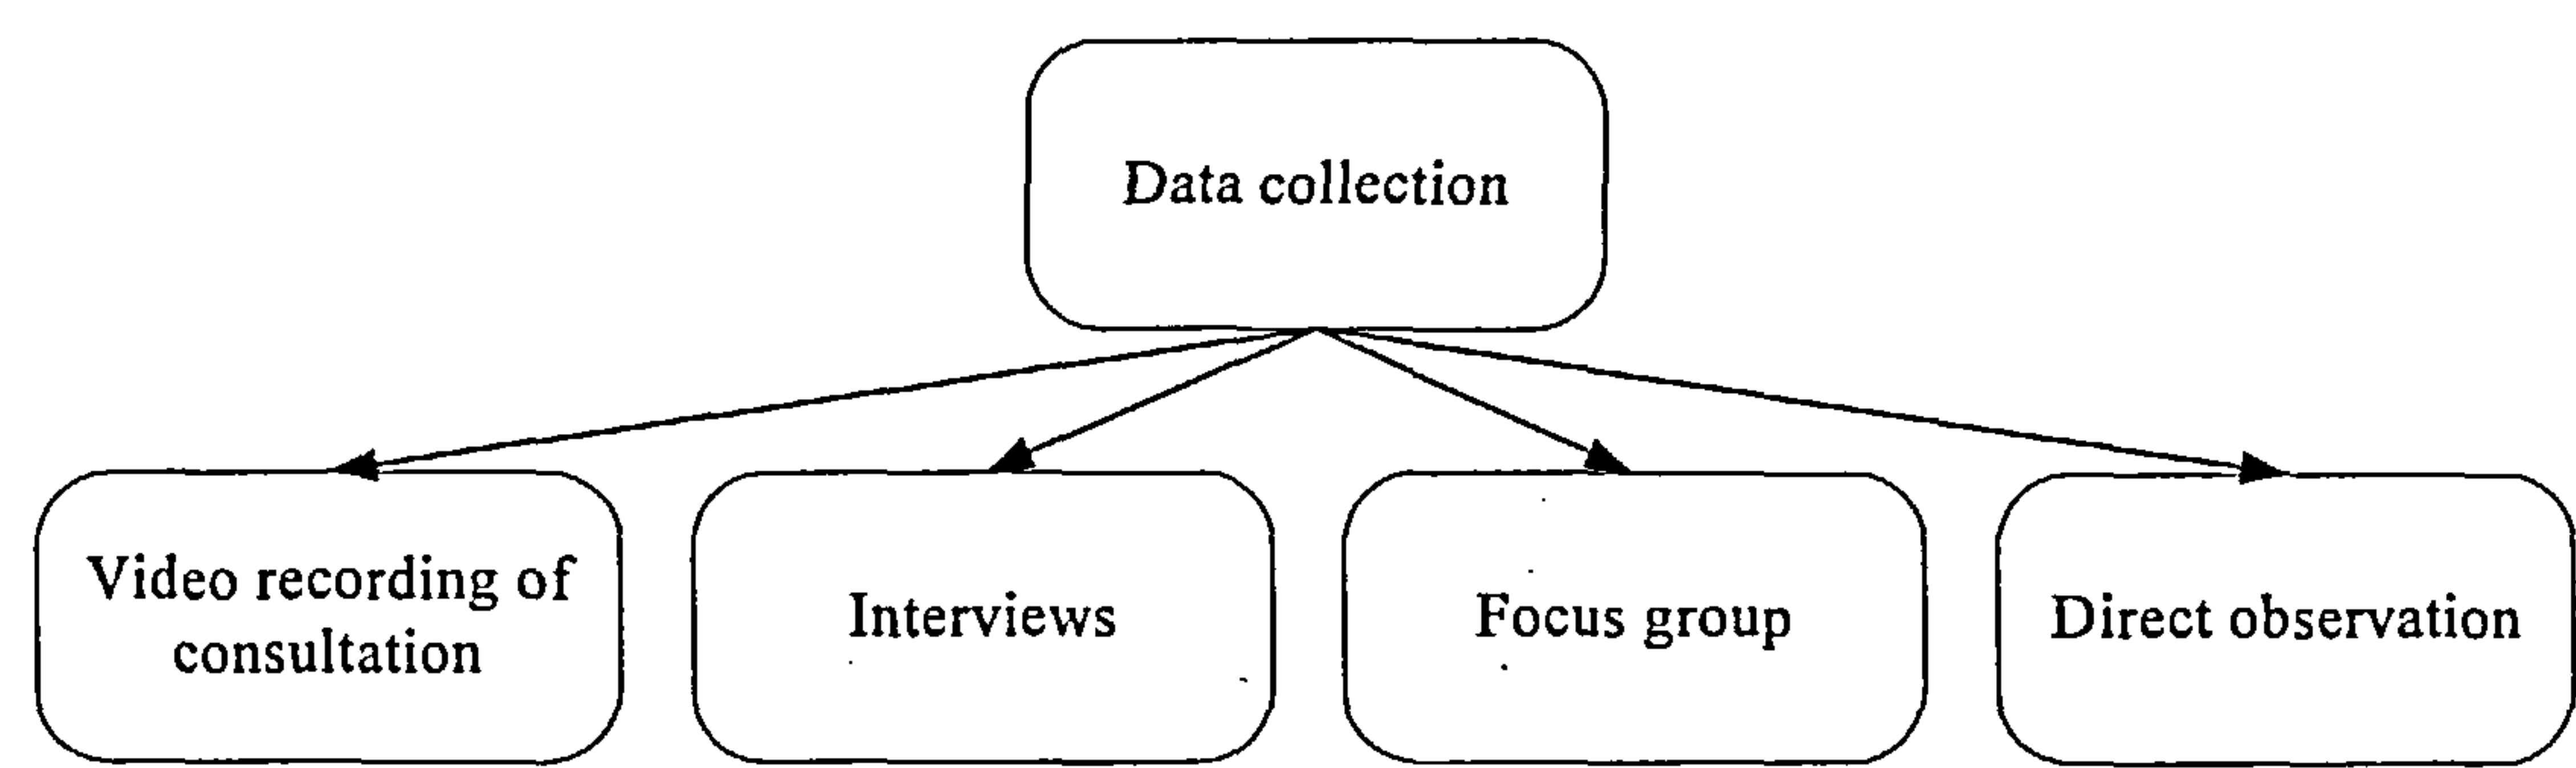 Data collection
Video recording of
consultation
Interviews
Focus group
Direct observation